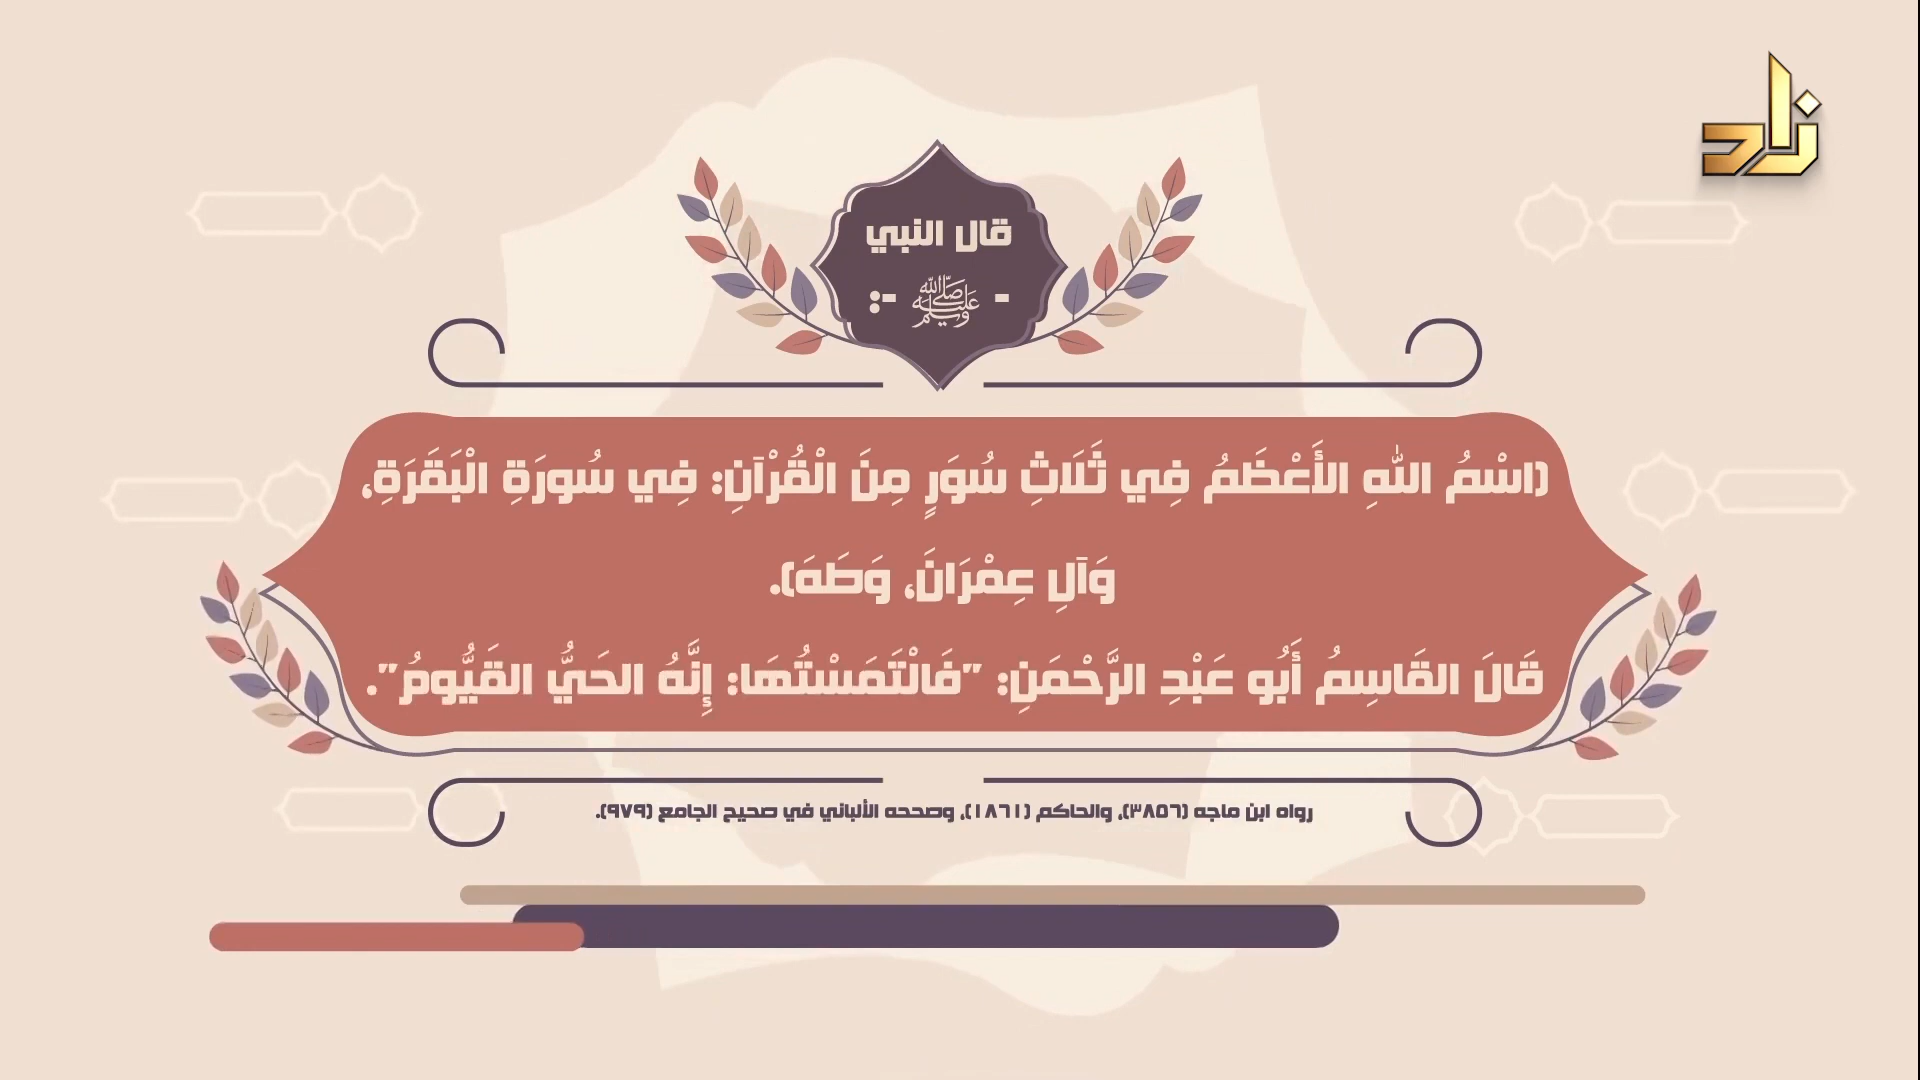 زاد
قال النبي
- ﷺ -:
(اسْمُ اللهِ الأَعْظَمُ فِي ثَلَاثِ سُوَرٍ مِنَ الْقُرْآنِ: فِي سُورَةِ الْبَقَرَةِ،
وَآلِ عِمْرَانَ، وَطَهَ).
قَالَ القَاسِمُ أَبُو عَبْدِ الرَّحْمَنِ: "فَالْتَمَسْتُهَا: إِنَّهُ الحَيُّ القَيُّومُ".
رواه ابن ماجه (٣٨٥٦)، والحاكم (١٨٦١)، وصححه الألباني في صحيح الجامع (٩٧٩).